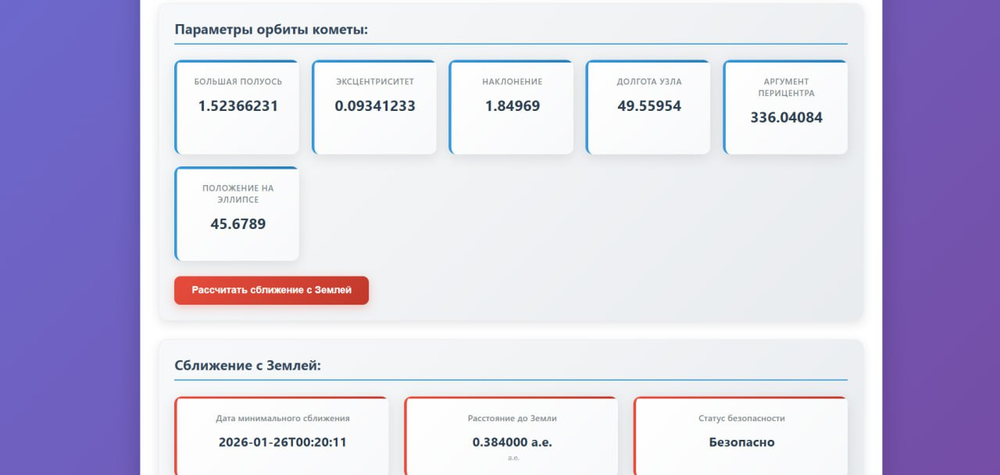 Параметры орбиты кометы:
БОЛЬШАЯ ПОЛУОСЬ
1.52366231
ЭКСЦЕНТРИСИТЕТ
0.09341233
НАКЛОНЕНИЕ
1.84969
ДОЛГОТА УЗЛА
49.55954
АРГУМЕНТ
ПЕРИЦЕНТРА
336.04084
ПОЛОЖЕНИЕ НА
ЭЛЛИПСЕ
45.6789
Рассчитать сближение с Землей
Сближение с Землей:
Дата минимального сближения
2026-01-26T00:20:11
Расстояние до Земли
0.384000 а.е.
а.е.
Статус безопасности
Безопасно